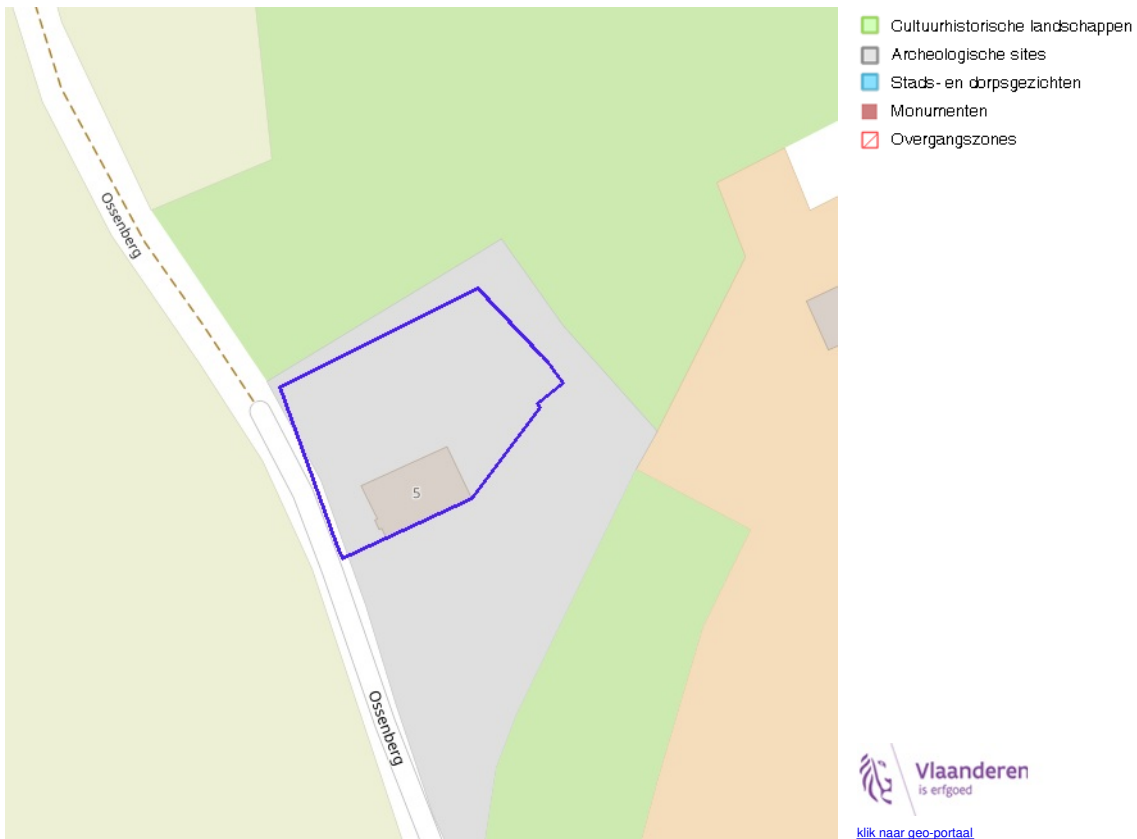 Cultuurhistorische landschappen
Archeologische sites
Stads- en dorpsgezichten
Monumenten
Overgangszones
Ossenberg
5
Ossenberg
Vlaanderen
is erfgoed
klik naar geo-portaal